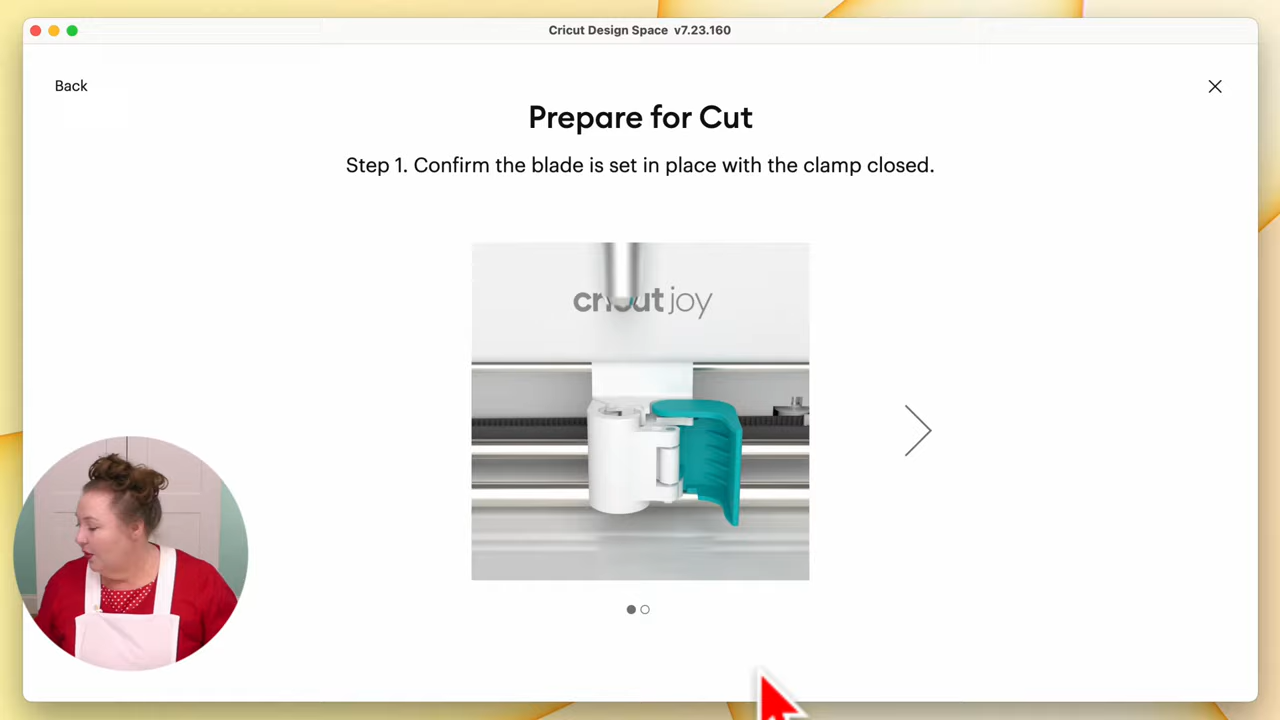 Cricut Design Space v7.23.160
Back
Prepare for Cut
Step 1. Confirm the blade is set in place with the clamp closed.
cricut joy